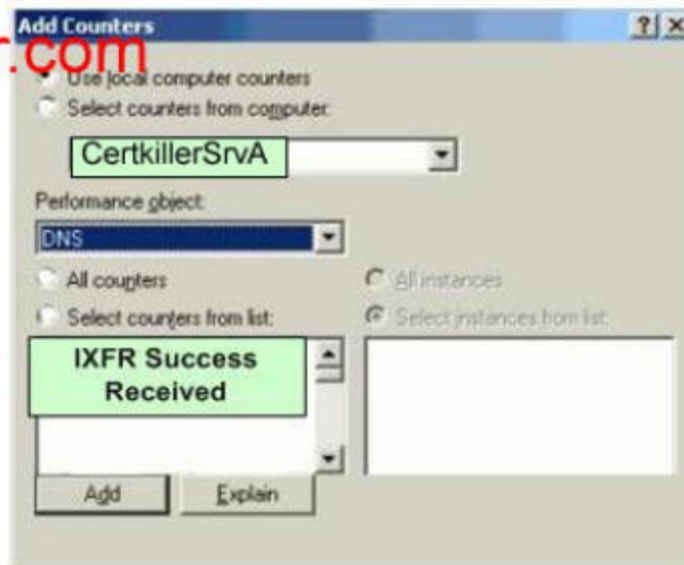 Add Counters
r.com
Use local computer counters
Select counters from computer:
CertkillerSrvA
Performance object:
DNS
All counters
All instances
Select counters from list:
Select instances from list:
IXFR Success
Received
Add
Explain